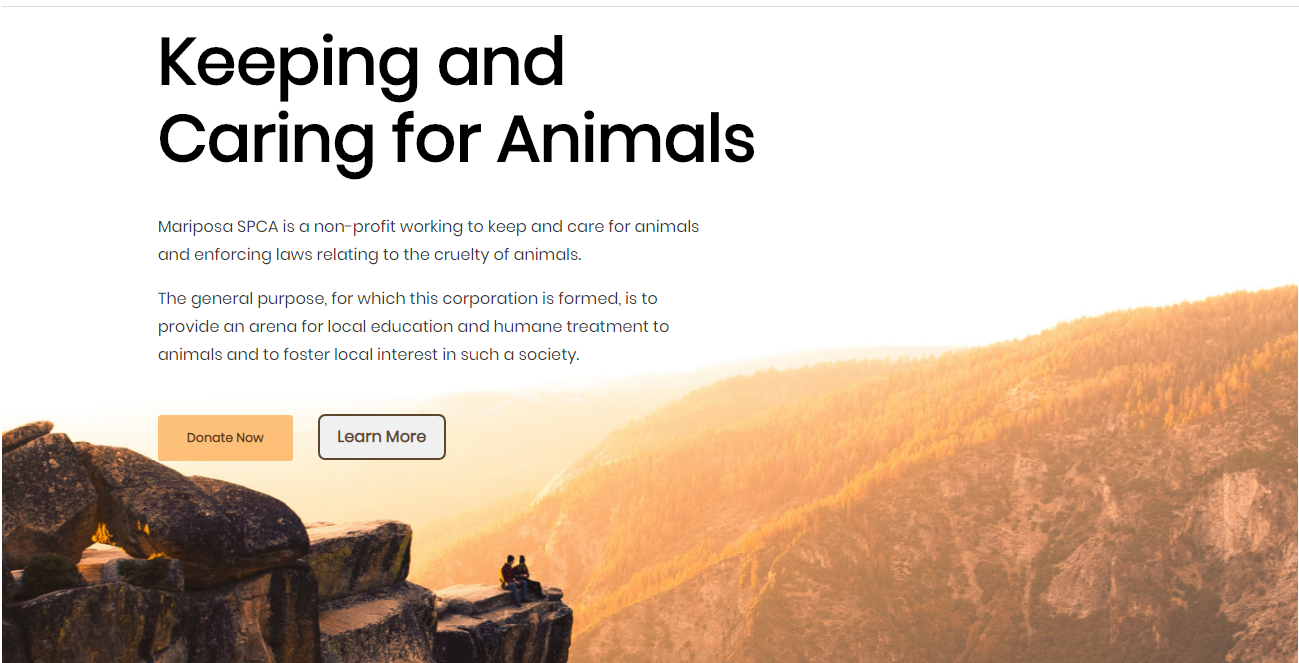 Keeping and
Caring for Animals
Mariposa SPCA is a non-profit working to keep and care for animals
and enforcing laws relating to the cruelty of animals.
The general purpose, for which this corporation is formed, is to
provide an arena for local education and humane treatment to
animals and to foster local interest in such a society.
Donate Now
Learn More